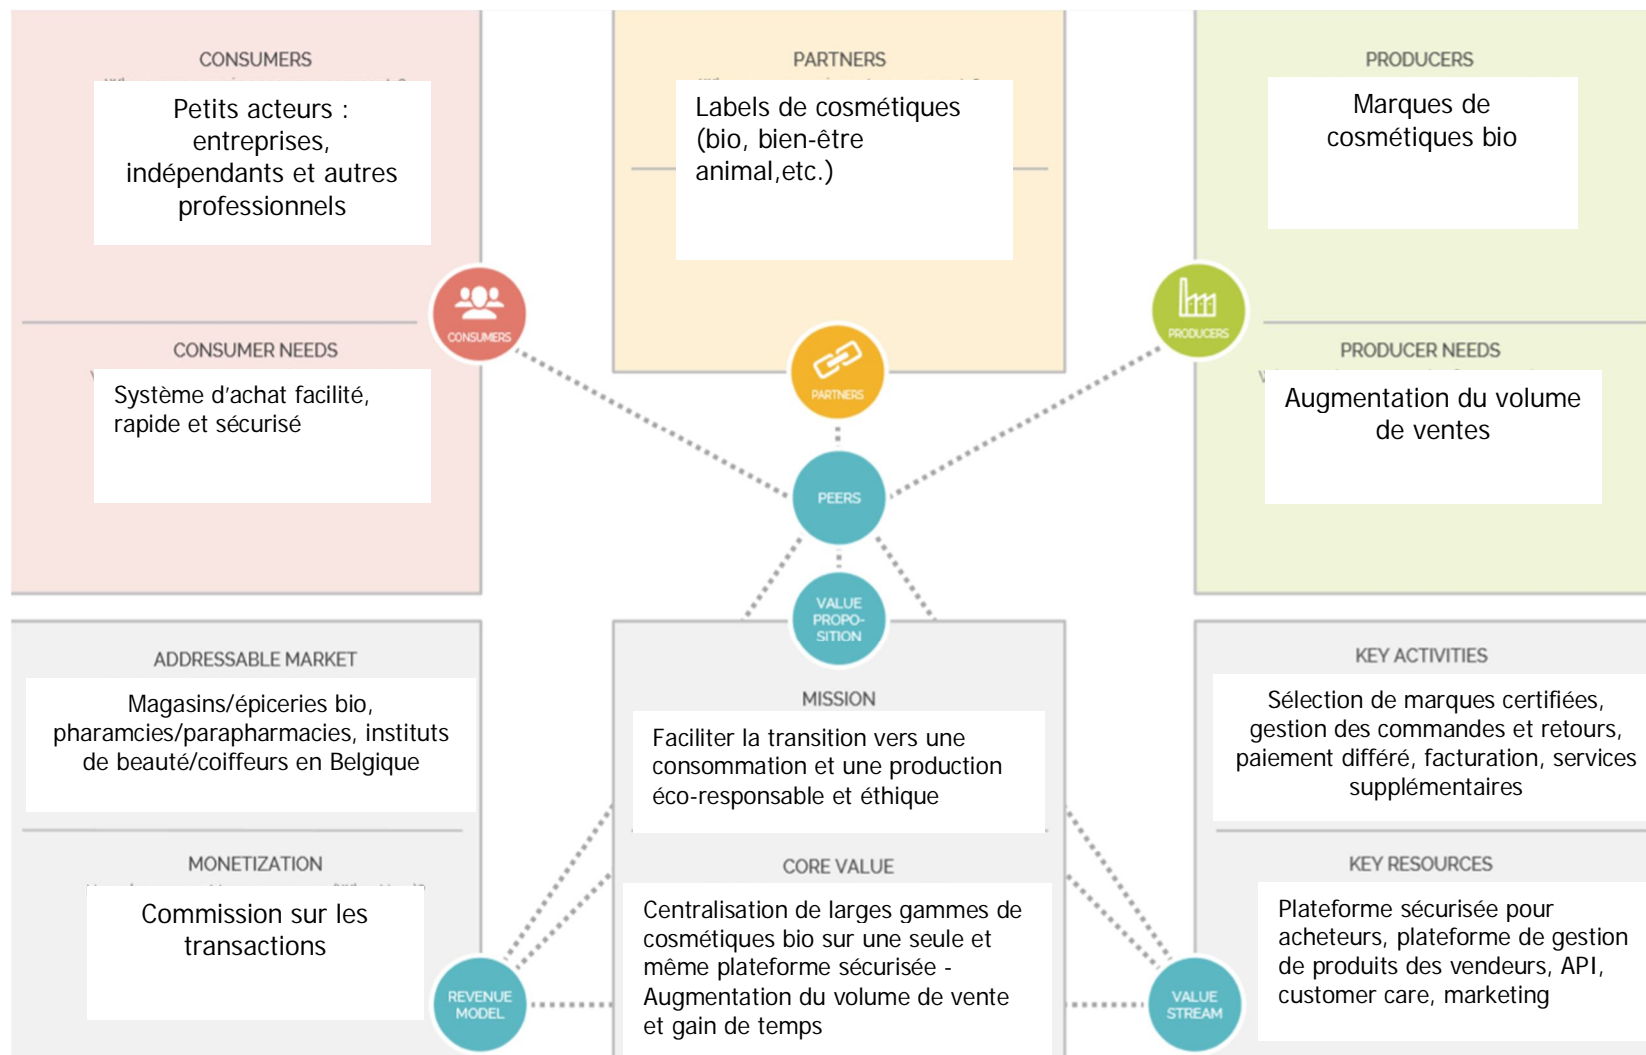 CONSUMERS
Petits acteurs :
entreprises,
indépendants et autres
professionnels
CONSUMERS
CONSUMER NEEDS
Système d'achat facilité,
rapide et sécurisé
PARTNERS
Labels de cosmétiques
(bio, bien-être
animal,etc.)
PARTNERS
PRODUCERS
Marques de
cosmétiques bio
PRODUCERS
PRODUCER NEEDS
Augmentation du volume
de ventes
PEERS
VALUE
PROPO-
SITION
ADDRESSABLE MARKET
Magasins/épiceries bio,
pharamcies/parapharmacies, instituts
de beauté/coiffeurs en Belgique
MONETIZATION
Commission sur les
transactions
REVENUE
MODEL
MISSION
Faciliter la transition vers une
consommation et une production
éco-responsable et éthique
CORE VALUE
Centralisation de larges gammes de
cosmétiques bio sur une seule et
même plateforme sécurisée -
Augmentation du volume de vente
et gain de temps
KEY ACTIVITIES
Sélection de marques certifiées,
gestion des commandes et retours,
paiement différé, facturation, services
supplémentaires
KEY RESOURCES
Plateforme sécurisée pour
acheteurs, plateforme de gestion
de produits des vendeurs, API,
customer care, marketing
VALUE
STREAM